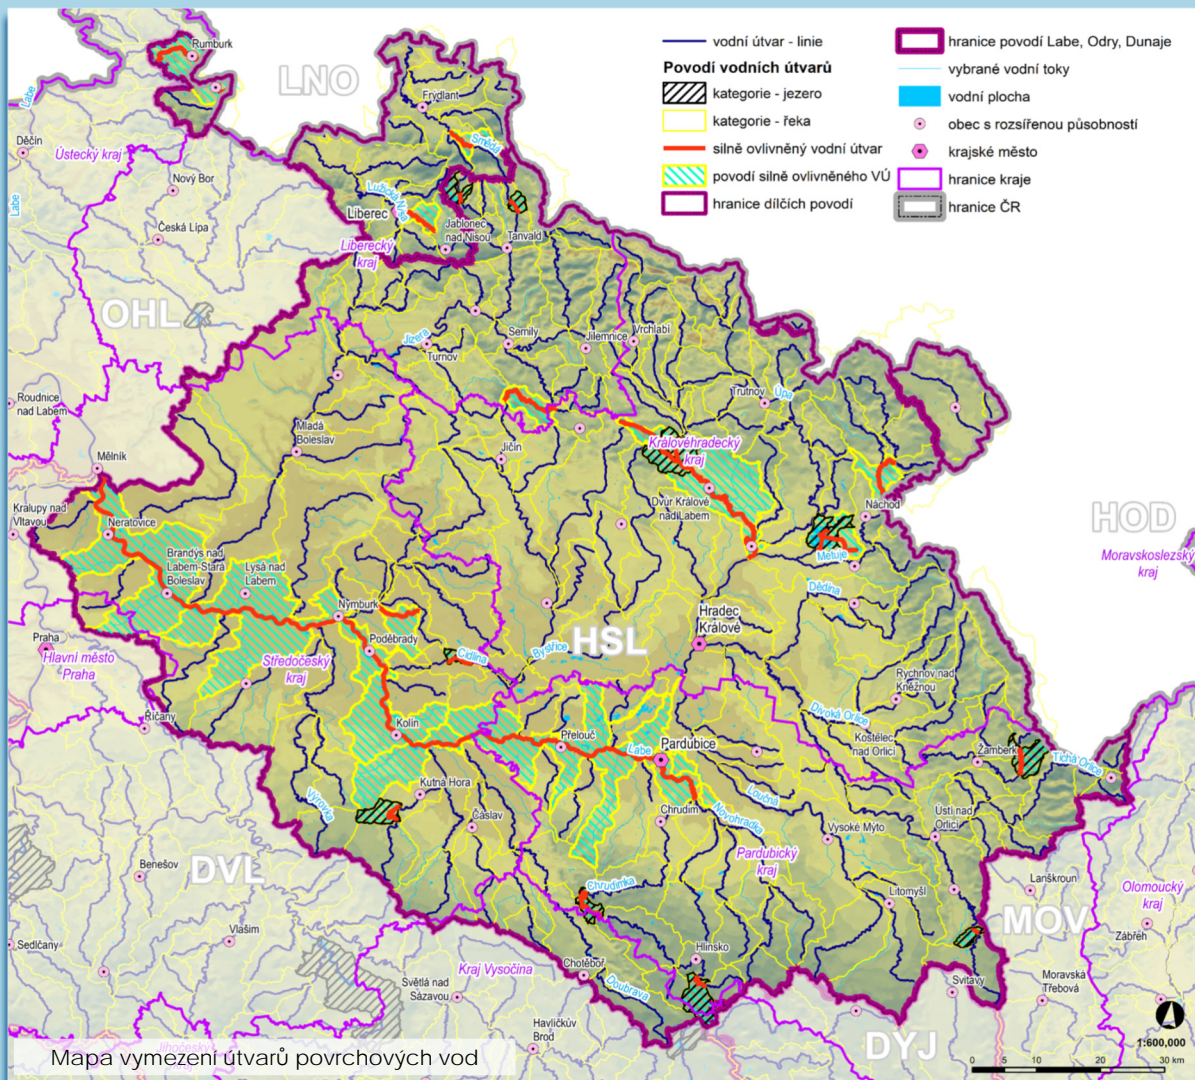 vodní útvar - linie
Povodí vodních útvarů
kategorie - jezero
kategorie - řeka
silně ovlivněný vodní útvar
povodí silně ovlivněného VÚ
hranice dílčích povodí
hranice povodí Labe, Odry, Dunaje
vybrané vodní toky
vodní plocha
obec s rozsířenou působností
krajské město
hranice kraje
hranice ČR
Rumburk
LNO
Labe
Frýdlant
Děčín
Ústecký kraj
Smědá
Nový Bor
Labe
Lužická Nisa
Liberec
Jablonec
nad Nisou
Tanvald
Česká Lípa
Liberecký
kraj
OHL
Jizera
Turnov
Semily
Jilemnice
Vrchlabí
Roudnice
nad Labem
Trutnov
Úpa
Mladá
Boleslav
Jičín
Královéhradecký
kraj
Mělník
Dvůr Králové
nad Labem
Náchod
Kralupy nad
Vltavou
Neratovice
HOD
Metuje
Moravskoslezský
kraj
Brandýs nad
Labem-Stará
Boleslav
Lysá nad
Labem
Dědina
Nymburk
Hradec
Králové
Praha
Poděbrady
HSL
Hlavní město
Praha
Středočeský
kraj
Cidlina
Bystřice
Rychnov nad
Kněžnou
Říčany
Divoká Orlice
Kolín
Přelouč
Labe
Pardubice
Kostelec
nad Orlicí
Žamberk
Tichá Orlice
Kutná Hora
Výrovka
Čáslav
Chrudim
Loučná
Novohradka
Vysoké Mýto
Ústí nad
Orlicí
Pardubický
kraj
Benešov
DVL
Chrudimka
Litomyšl
Lanškroun
Olomoucký
kraj
MOV
Zábřeh
Vlašim
Sedlčany
Hlinsko
Kraj Vysočina
Chotěboř
Světlá nad
Sázavou
Doubrava
Svitavy
Moravská
Třebová
Havlíčkův
Brod
DYJ
Jihočeský
Mapa vymezení útvarů povrchových vod
1:600,000
0 5 10 20 30 km